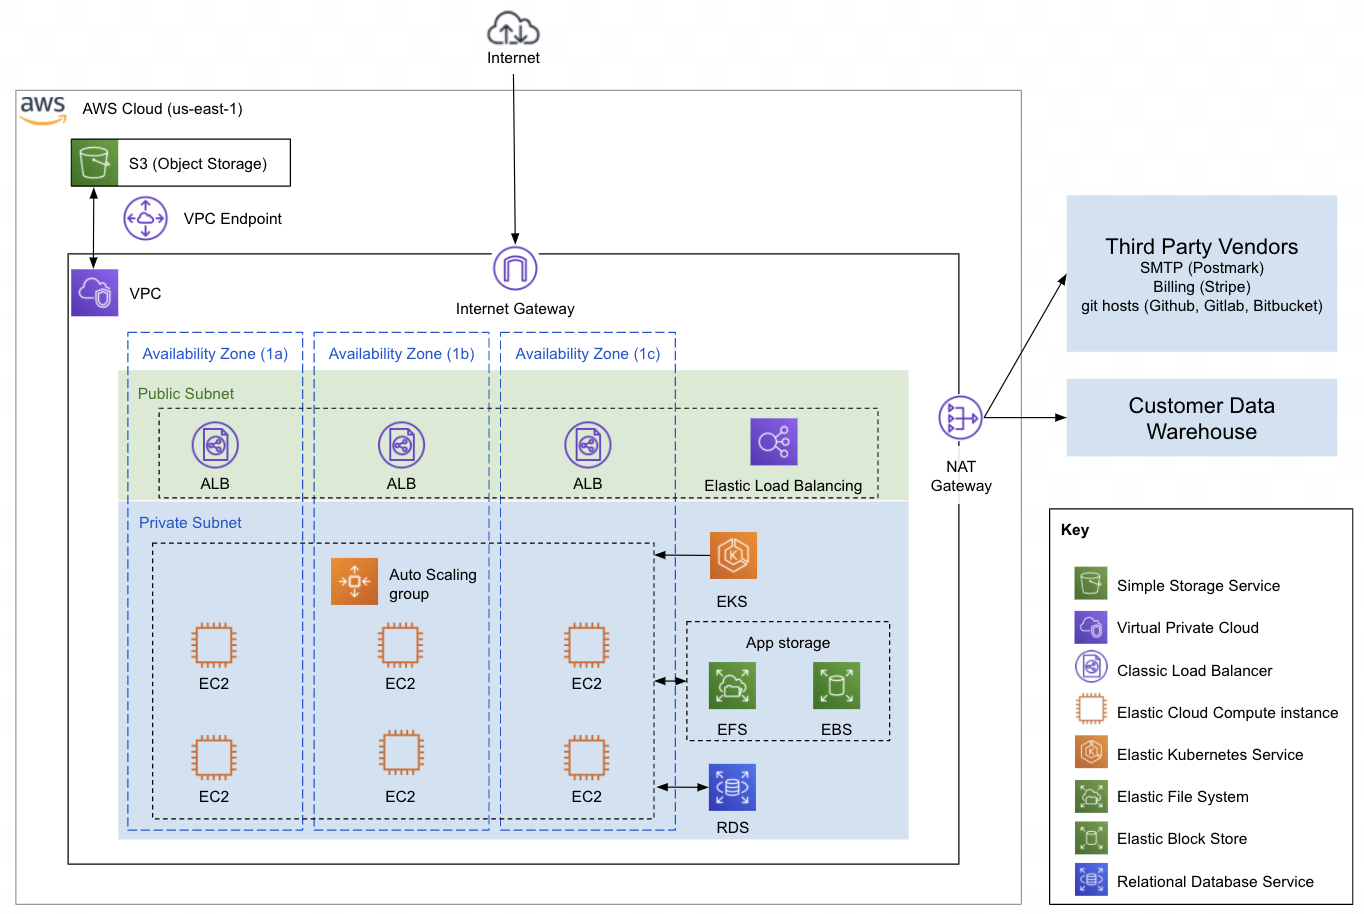 Internet
aws
AWS Cloud (us-east-1)
S3 (Object Storage)
VPC Endpoint
VPC
Internet Gateway
Availability Zone (1a)
Availability Zone (1b)
Availability Zone (1c)
Public Subnet
ALB
ALB
ALB
Elastic Load Balancing
Private Subnet
Auto Scaling
group
EC2
EC2
EC2
EC2
EC2
EC2
EKS
App storage
EFS
EBS
RDS
NAT
Gateway
Third Party Vendors
SMTP (Postmark)
Billing (Stripe)
git hosts (Github, Gitlab, Bitbucket)
Customer Data
Warehouse
Key
Simple Storage Service
Virtual Private Cloud
Classic Load Balancer
Elastic Cloud Compute instance
Elastic Kubernetes Service
Elastic File System
Elastic Block Store
Relational Database Service